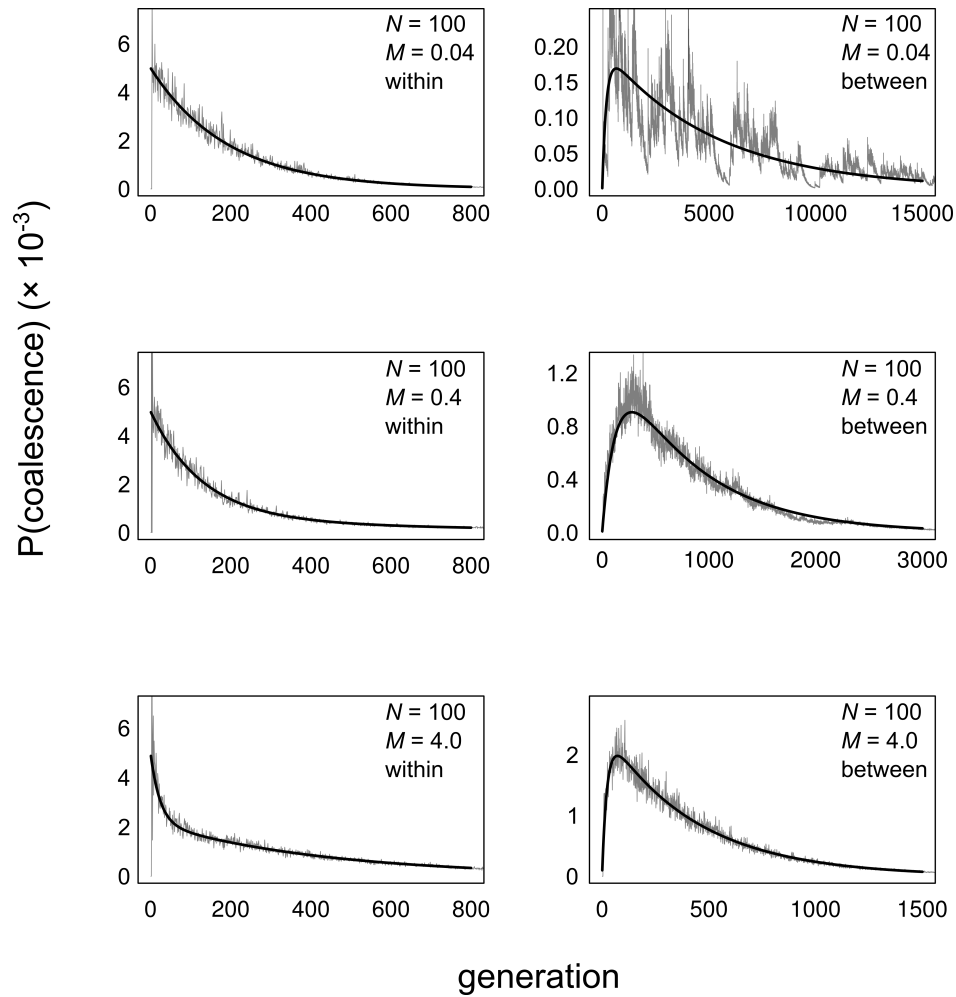 P(coalescence) (× 10⁻³)
N = 100
M = 0.04
within
6
4
2
0
0 200 400 600 800
N = 100
M = 0.04
between
0.20
0.15
0.10
0.05
0.00
0 5000 10000 15000
N = 100
M = 0.4
within
6
4
2
0
0 200 400 600 800
N = 100
M = 0.4
between
1.2
0.8
0.4
0.0
0 1000 2000 3000
N = 100
M = 4.0
within
6
4
2
0
0 200 400 600 800
N = 100
M = 4.0
between
2
1
0
0 500 1000 1500
generation